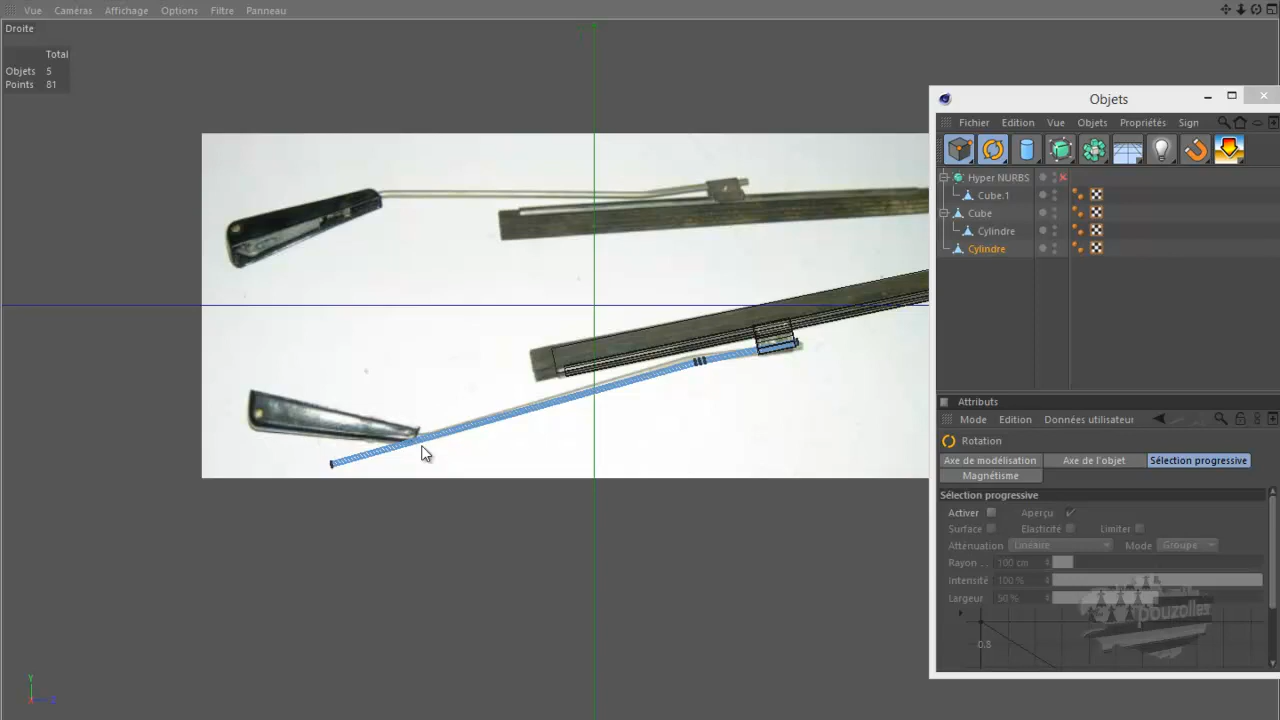 Vue Caméras Affichage Options Filtre Panneau
Droite
Total
Objets 5
Points 81
Objets
Fichier Edition Vue Objets Propriétés Sign
Hyper NURBS
Cube.1
Cube
Cylindre
Cylindre
Attributs
Mode Edition Données utilisateur
Rotation
Axe de modélisation Axe de l'objet Sélection progressive
Magnétisme
Sélection progressive
Activer Aperçu
Surface Elasticité Limiter
Atténuation Linéaire Mode Groupe
Rayon . . . 100 cm
Intensité 100 %
Largeur 50 %
pouzolles
0.8
Y